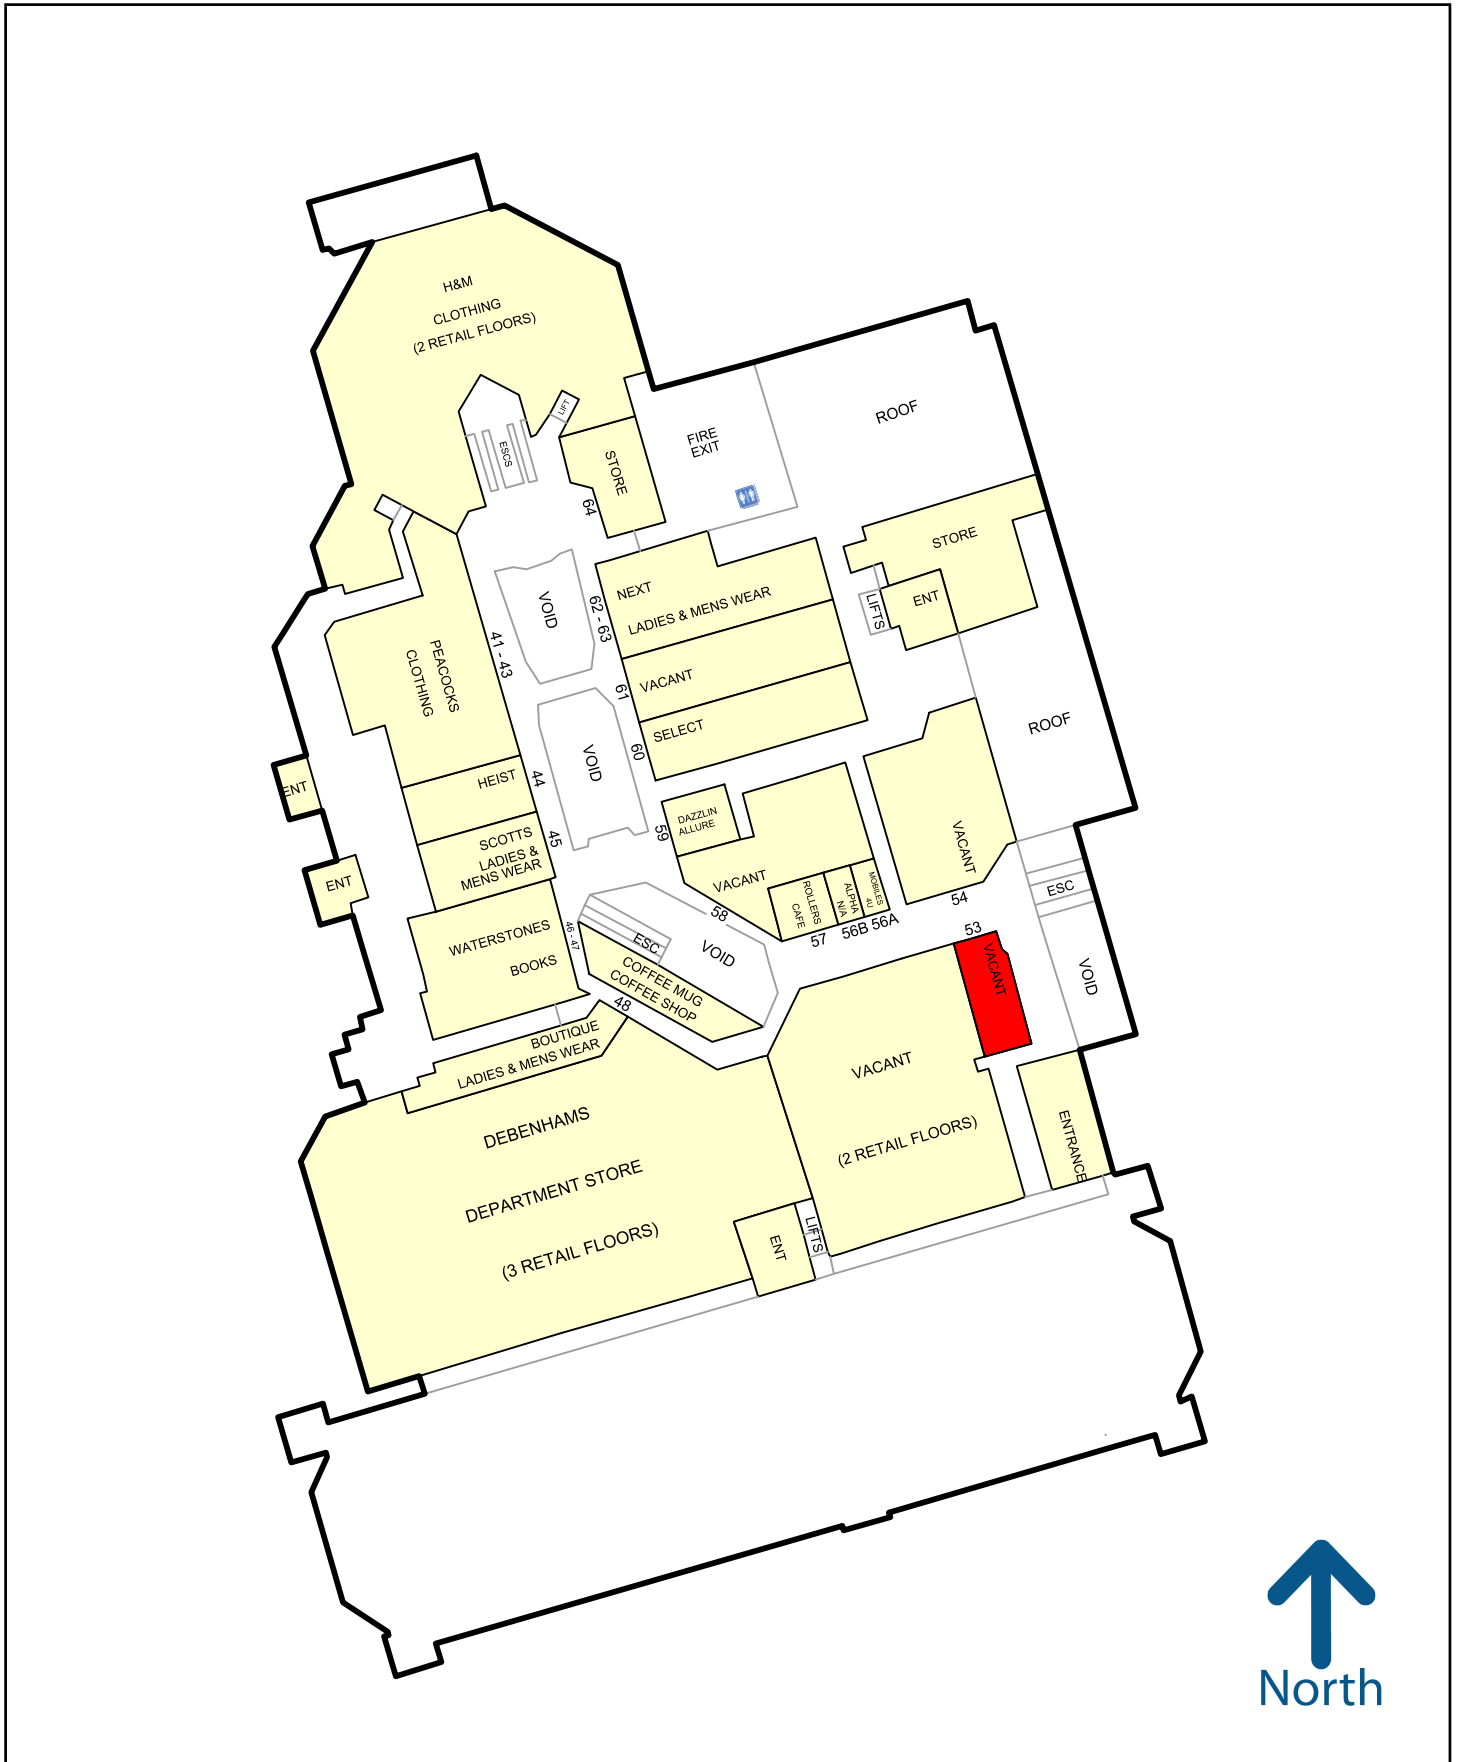 H&M
CLOTHING
(2 RETAIL FLOORS)
LIFT
ESCS
STORE
64
FIRE
EXIT
ROOF
STORE
ENT
LIFTS
NEXT
LADIES & MENS WEAR
62 - 63
VOID
41 - 43
PEACOCKS
CLOTHING
VACANT
61
SELECT
60
VOID
ROOF
ENT
HEIST
44
SCOTTS
LADIES &
MENS WEAR
45
DAZZLIN
ALLURE
59
VACANT
ENT
VACANT
58
ROLLERS
CAFE
57
ALPHA
N/A
56B
MOBILES
4U
56A
54
ESC
WATERSTONES
BOOKS
46 - 47
ESC
VOID
COFFEE MUG
COFFEE SHOP
48
53
VACANT
VOID
BOUTIQUE
LADIES & MENS WEAR
VACANT
(2 RETAIL FLOORS)
ENTRANCE
DEBENHAMS
DEPARTMENT STORE
(3 RETAIL FLOORS)
ENT
LIFTS
North